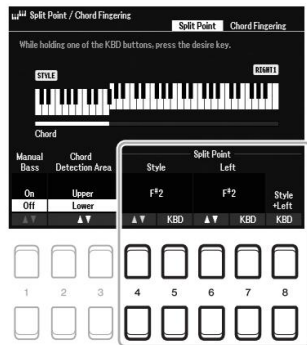 Split Point / Chord Fingering
Split Point Chord Fingering
While holding one of the KBD buttons, press the desire key.
STYLE RIGHT1
Chord
Manual Bass
Chord Detection Area
Split Point
Style Left
On Upper F#2 F#2 Style +Left
Off Lower
▲▼ ▲▼ ▲▼ KBD ▲▼ KBD KBD
1 2 3 4 5 6 7 8